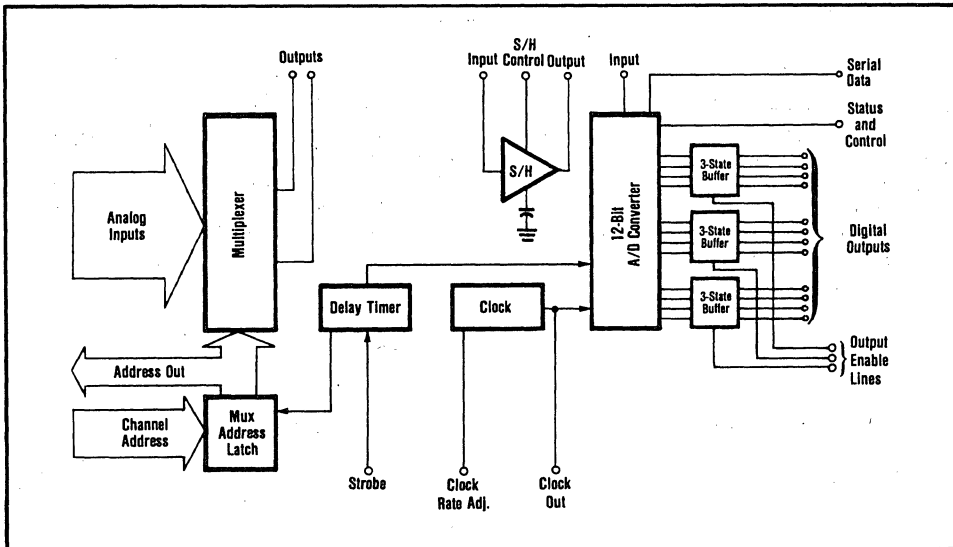 Outputs
S/H
Control
Input
Output
Input
Serial
Data
Status
and
Control
Analog
Inputs
Multiplexer
S/H
12-Bit
A/D Converter
3-State
Buffer
3-State
Buffer
3-State
Buffer
Digital
Outputs
Delay Timer
Clock
Output
Enable
Lines
Address Out
Channel
Address
Mux
Address
Latch
Strobe
Clock
Rate Adj.
Clock
Out